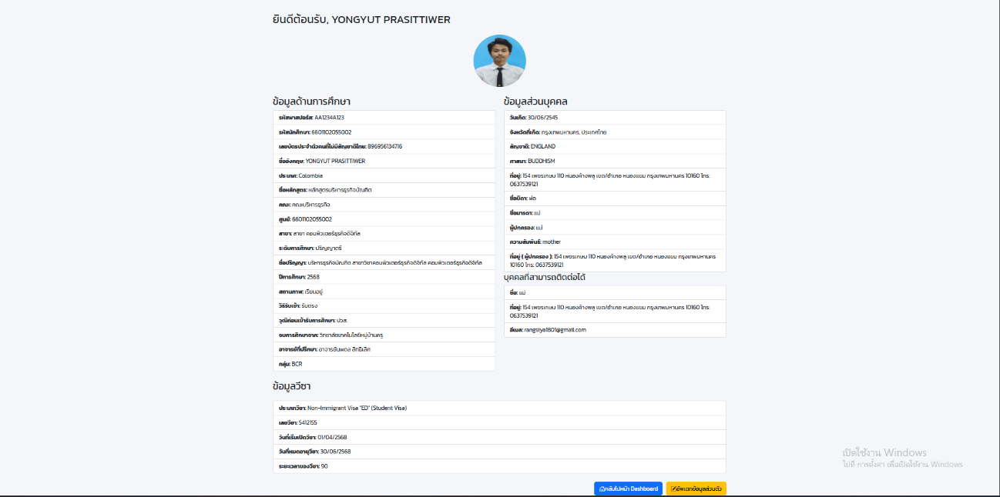 ยินดีต้อนรับ, YONGYUT PRASITTIWER
ข้อมูลด้านการศึกษา
รหัสพาสปอร์ส: AA1234A123
รหัสนักศึกษา: 6601102055002
เลขบัตรประจำตัวคนที่ไม่มีสัญชาติไทย: 896956134716
ชื่ออังกฤษ: YONGYUT PRASITTIWER
ประเทศ: Colombia
ชื่อหลักสูตร: หลักสูตรบริหารธุรกิจบัณฑิต
คณะ: คณะบริหารธุรกิจ
ศูนย์: 6601102055002
สาขา: สาขา คอมพิวเตอร์ธุรกิจดิจิทัล
ระดับการศึกษา: ปริญญาตรี
ชื่อปริญญา: บริหารธุรกิจบัณฑิต สาขาวิชาคอมพิวเตอร์ธุรกิจดิจิทัล คอมพิวเตอร์ธุรกิจดิจิทัล
ปีการศึกษา: 2568
สถานภาพ: เรียนอยู่
วิธีรับเข้า: รับตรง
วุฒิก่อนเข้ารับการศึกษา: ปวส.
จบการศึกษาจาก: วิทยาลัยเทคโนโลยีหมู่บ้านครู
อาจารย์ที่ปรึกษา: อาจารย์นพดล สิทธิเลิศ
กลุ่ม: BCR
ข้อมูลส่วนบุคคล
วันเกิด: 30/06/2545
จังหวัดที่เกิด: กรุงเทพมหานคร, ประเทศไทย
สัญชาติ: ENGLAND
ศาสนา: BUDDHISM
ที่อยู่: 154 เพชรเกษม 110 หนองค้างพลู เขต/อำเภอ หนองแขม กรุงเทพมหานคร 10160 โทร:
0637539121
ชื่อบิดา: พ่อ
ชื่อมารดา: แม่
ผู้ปกครอง: แม่
ความสัมพันธ์: mother
ที่อยู่ ( ผู้ปกครอง ): 154 เพชรเกษม 110 หนองค้างพลู เขต/อำเภอ หนองแขม กรุงเทพมหานคร
10160 โทร: 0637539121
บุคคลที่สามารถติดต่อได้
ชื่อ: แม่
ที่อยู่: 154 เพชรเกษม 110 หนองค้างพลู เขต/อำเภอ หนองแขม กรุงเทพมหานคร 10160 โทร:
0637539121
อีเมล: rangsiya1801@gmail.com
ข้อมูลวีซา
ประเภทวีซา: Non-Immigrant Visa "ED" (Student Visa)
เลขวีซา: 5412155
วันที่เริ่มเปิดวีซา: 01/04/2568
วันที่หมดอายุวีซา: 30/06/2568
ระยะเวลาของวีซา: 90
กลับไปหน้า Dashboard
อัพเดทข้อมูลส่วนตัว
เปิดใช้งาน Windows
ไปที่ การตั้งค่า เพื่อเปิดใช้งาน Windows